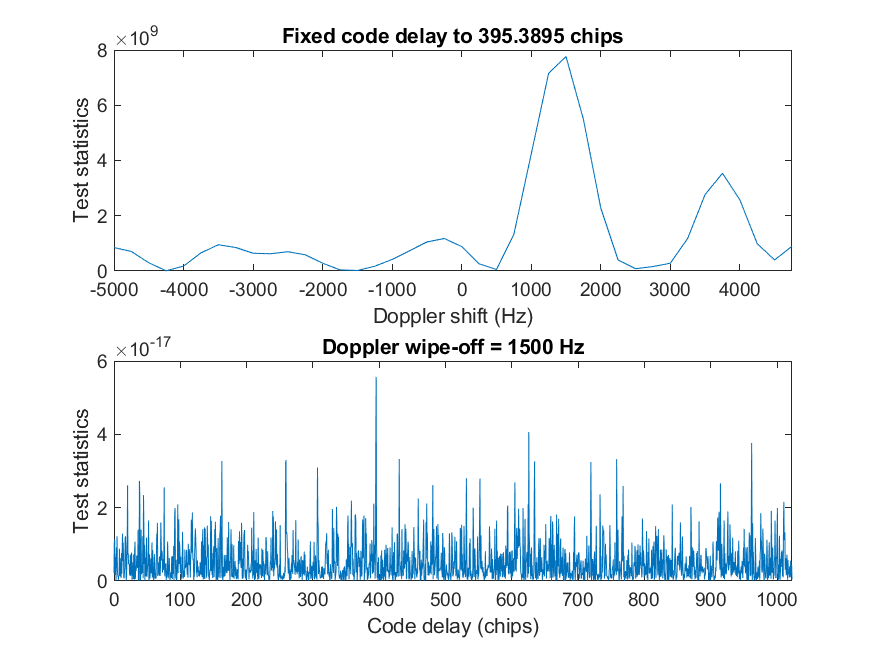 Fixed code delay to 395.3895 chips
×10^9
8
6
4
2
0
Test statistics
-5000 -4000 -3000 -2000 -1000 0 1000 2000 3000 4000
Doppler shift (Hz)
Doppler wipe-off = 1500 Hz
×10^-17
6
4
2
0
Test statistics
0 100 200 300 400 500 600 700 800 900 1000
Code delay (chips)